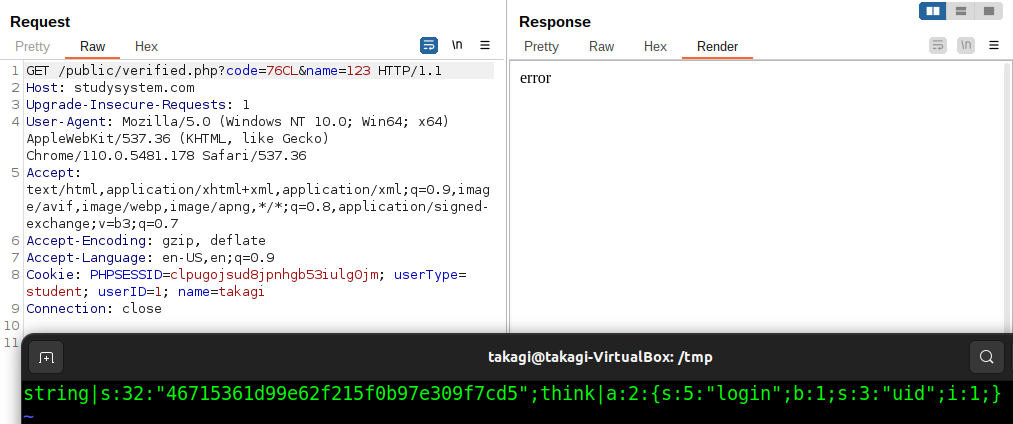 Request
Response
Pretty Raw Hex
\n
Pretty Raw Hex Render
\n
1 GET /public/verified.php?code=76CL&name=123 HTTP/1.1
2 Host: studysystem.com
3 Upgrade-Insecure-Requests: 1
4 User-Agent: Mozilla/5.0 (Windows NT 10.0; Win64; x64)
AppleWebKit/537.36 (KHTML, like Gecko)
Chrome/110.0.5481.178 Safari/537.36
5 Accept:
text/html,application/xhtml+xml,application/xml;q=0.9,imag
e/avif,image/webp,image/apng,*/*;q=0.8,application/signed-
exchange;v=b3;q=0.7
6 Accept-Encoding: gzip, deflate
7 Accept-Language: en-US,en;q=0.9
8 Cookie: PHPSESSID=clpugojsud8jpnhgb53iulg0jm; userType=
student; userID=1; name=takagi
9 Connection: close
10
11
error
takagi@takagi-VirtualBox: /tmp
string|s:32:"46715361d99e62f215f0b97e309f7cd5";think|a:2:{s:5:"login";b:1;s:3:"uid";i:1;}
~